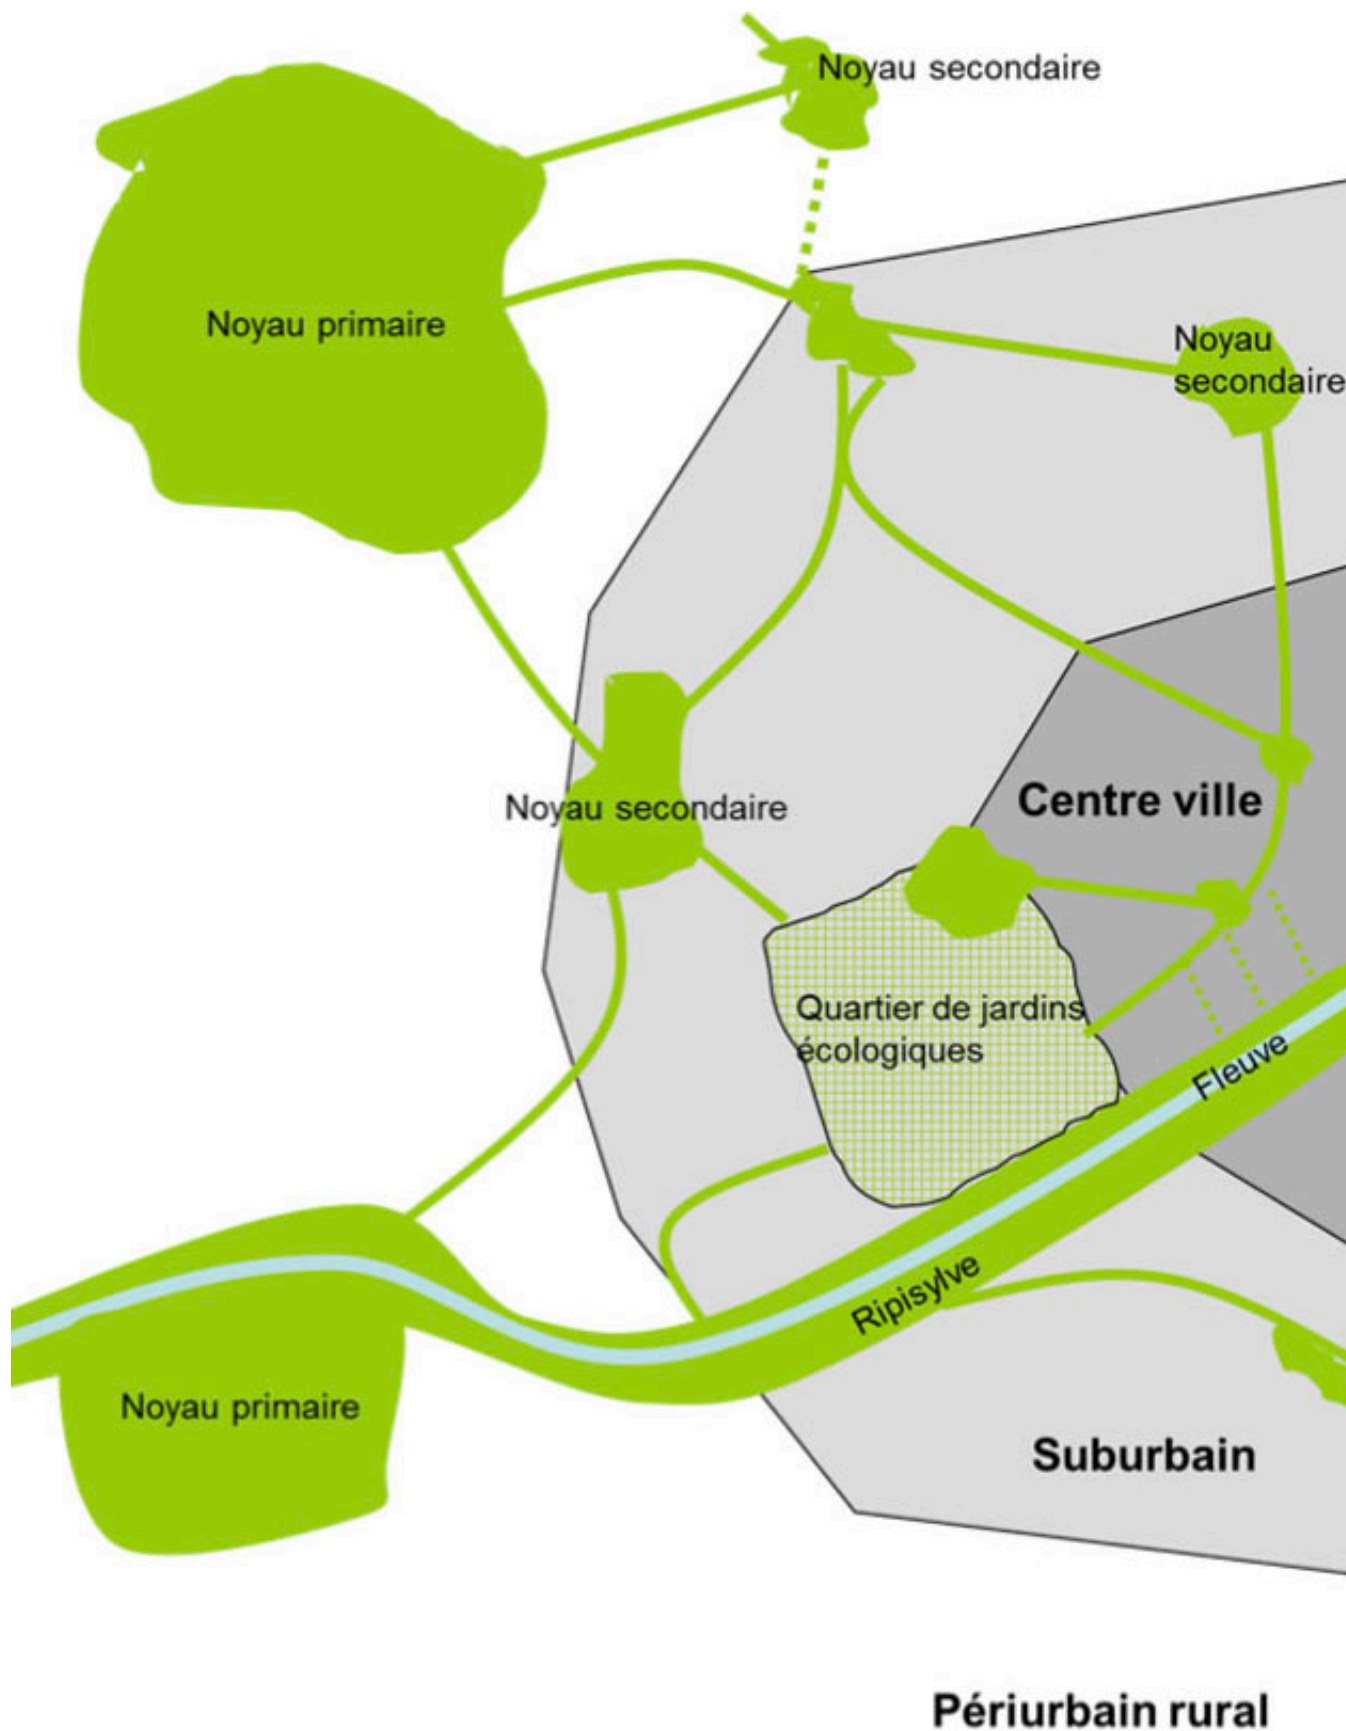 Noyau secondaire
Noyau primaire
Noyau
secondaire
Centre ville
Noyau secondaire
Quartier de jardins
écologiques
Fleuve
Ripisylve
Noyau primaire
Suburbain
Périurbain rural